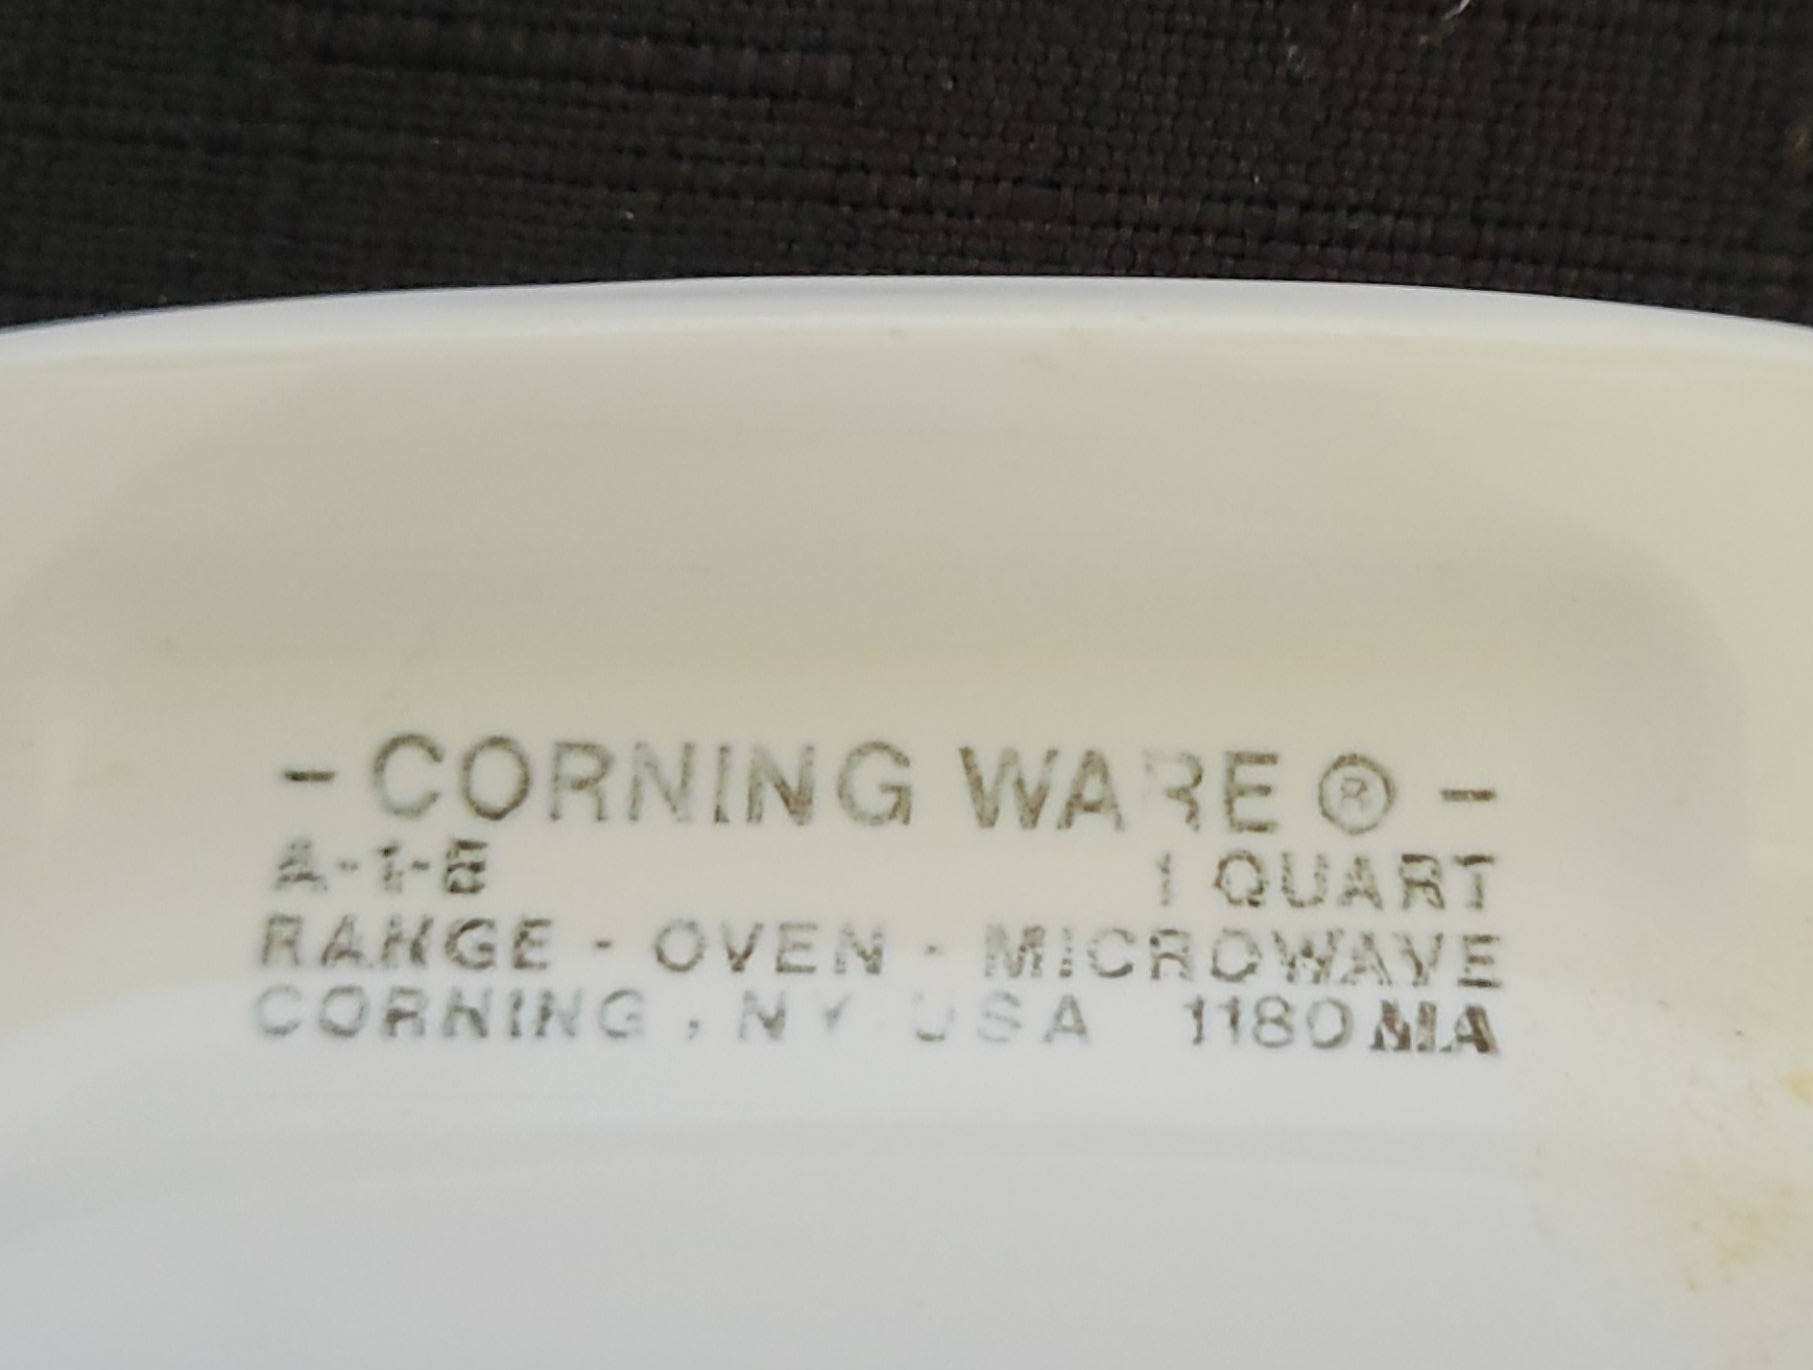 - CORNING WARE ® -
A-1-B 1 QUART
RANGE - OVEN - MICROWAVE
CORNING, NY USA 1180 MA